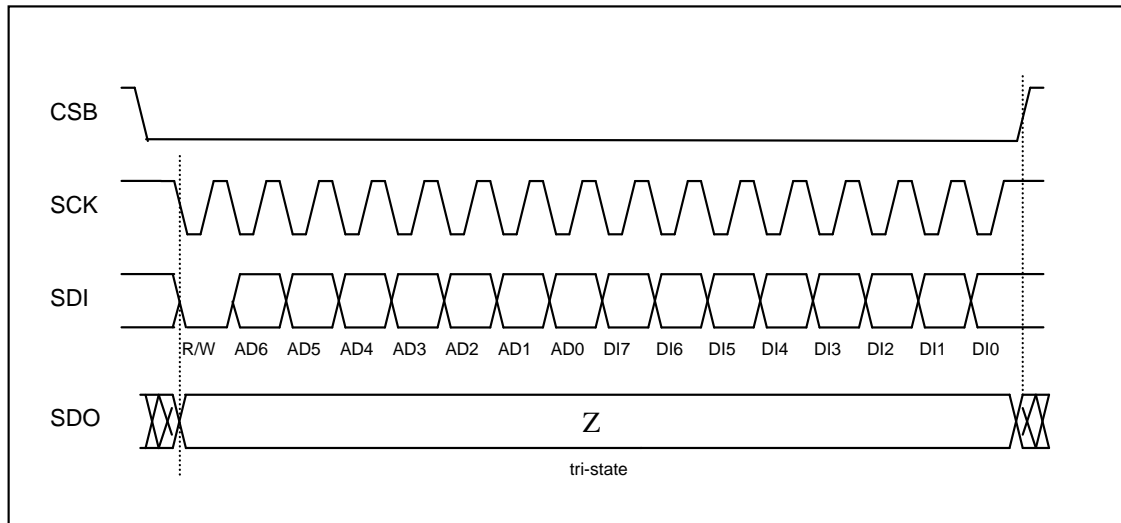 CSB
SCK
SDI
R/W AD6 AD5 AD4 AD3 AD2 AD1 AD0 DI7 DI6 DI5 DI4 DI3 DI2 DI1 DI0
SDO
Z
tri-state